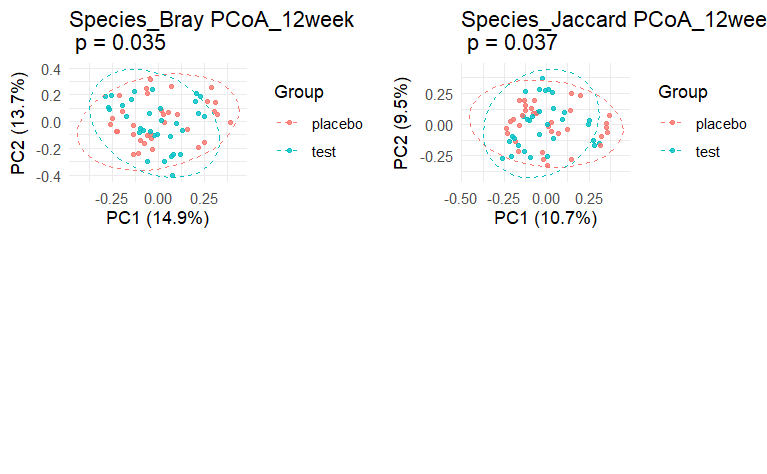 Species_Bray PCoA_12week
p = 0.035
PC2 (13.7%)
0.4
0.2
0.0
-0.2
-0.4
-0.25 0.00 0.25
PC1 (14.9%)
Group
placebo
test
Species_Jaccard PCoA_12wee
p = 0.037
PC2 (9.5%)
0.25
0.00
-0.25
-0.50 -0.25 0.00 0.25
PC1 (10.7%)
Group
placebo
test